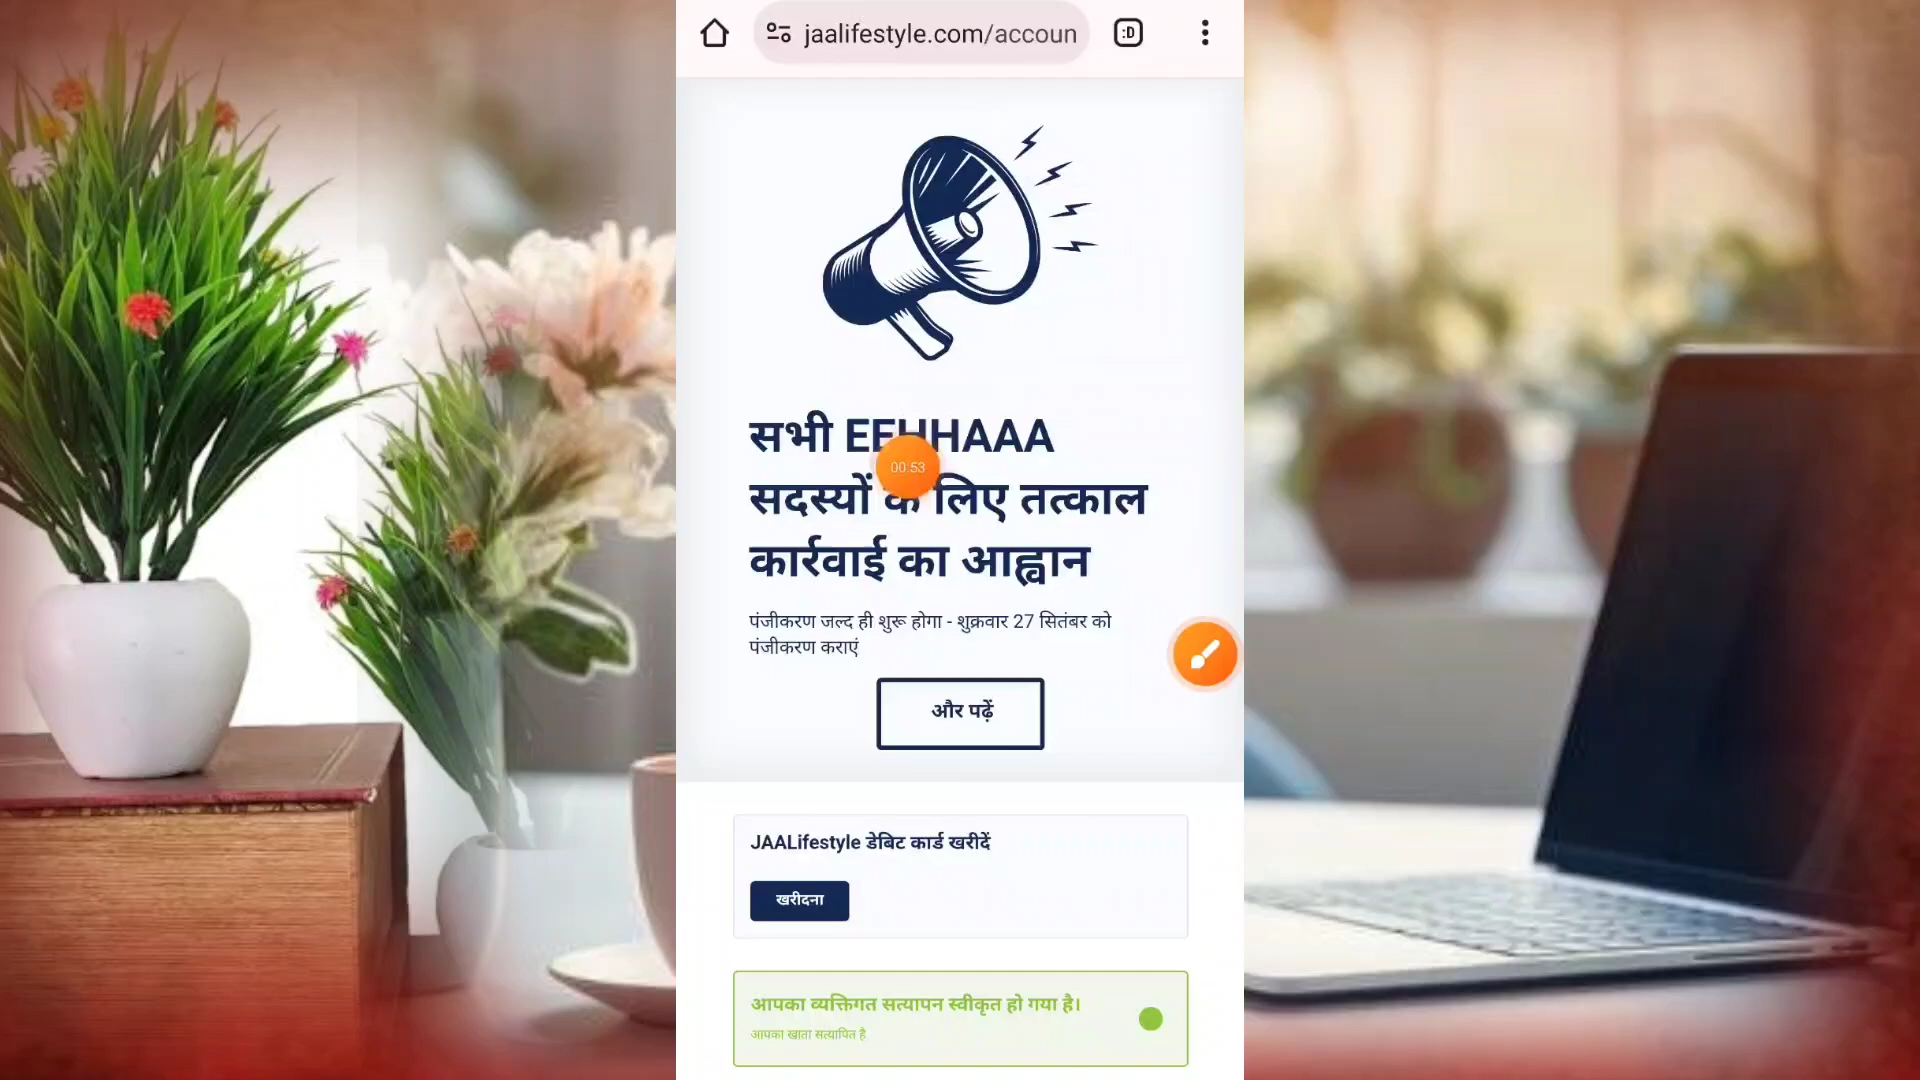 jaalifestyle.com/accoun
:D
सभी EEHHAAA
00:53
सदस्यों के लिए तत्काल
कार्रवाई का आह्वान
पंजीकरण जल्द ही शुरू होगा - शुक्रवार 27 सितंबर को
पंजीकरण कराएं
और पढ़ें
JAALifestyle डेबिट कार्ड खरीदें
खरीदना
आपका व्यक्तिगत सत्यापन स्वीकृत हो गया है।
आपका खाता सत्यापित है